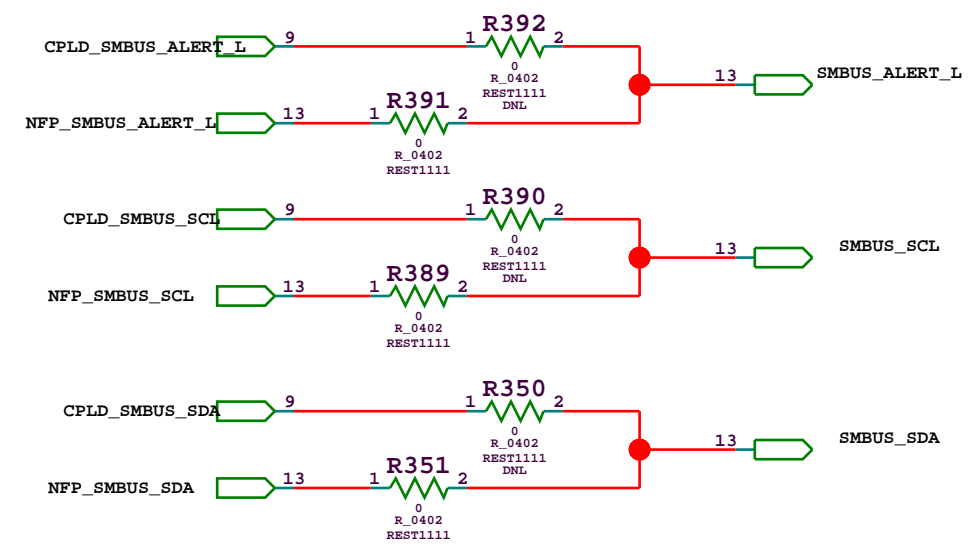 R392
CPLD_SMBUS_ALERT_L 9 1 2
0
R_0402
REST1111
DNL
13 SMBUS_ALERT_L
R391
NFP_SMBUS_ALERT_L 13 1 2
0
R_0402
REST1111
R390
CPLD_SMBUS_SCL 9 1 2
0
R_0402
REST1111
DNL
13 SMBUS_SCL
R389
NFP_SMBUS_SCL 13 1 2
0
R_0402
REST1111
R350
CPLD_SMBUS_SDA 9 1 2
0
R_0402
REST1111
DNL
13 SMBUS_SDA
R351
NFP_SMBUS_SDA 13 1 2
0
R_0402
REST1111